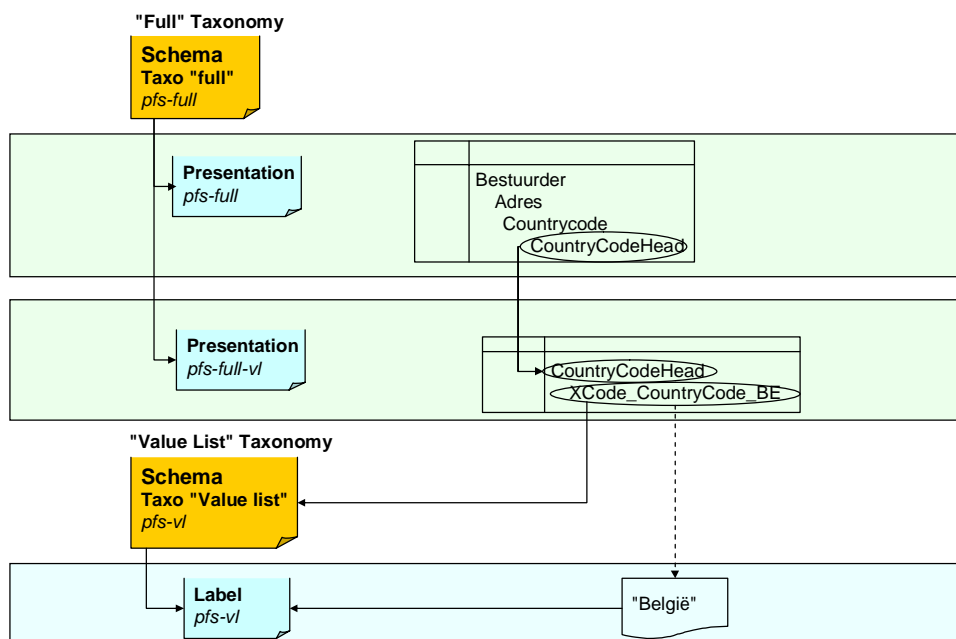 "Full" Taxonomy
Schema
Taxo "full"
pfs-full
Presentation
pfs-full
Bestuurder
Adres
Countrycode
CountryCodeHead
Presentation
pfs-full-vl
CountryCodeHead
XCode_CountryCode_BE
"Value List" Taxonomy
Schema
Taxo "Value list"
pfs-vl
Label
pfs-vl
"België"